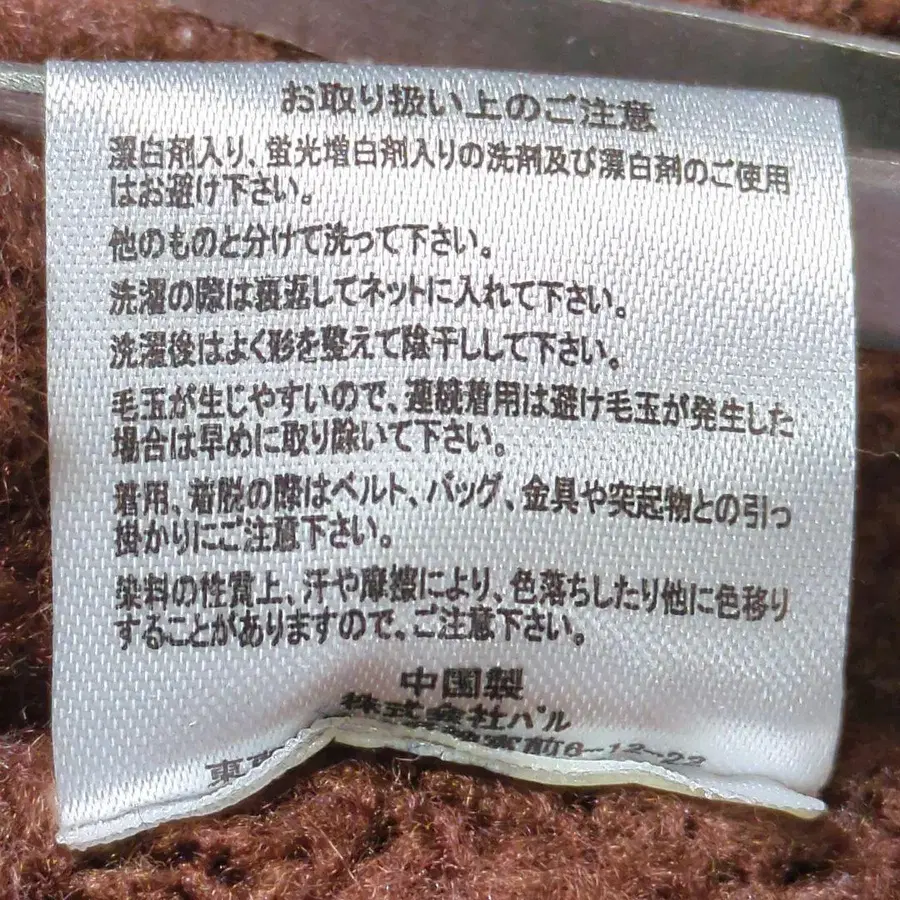 お取り扱い上のご注意
漂白剤入り、蛍光増白剤入りの洗剤及び漂白剤のご使用
はお避け下さい。
他のものと分けて洗って下さい。
洗濯の際は裏返してネットに入れて下さい。
洗濯後はよく形を整えて陰干しして下さい。
毛玉が生じやすいので、連続着用は避け毛玉が発生した
場合は早めに取り除いて下さい。
着用、着脱の際はベルト、バッグ、金具や突起物との引っ
掛かりにご注意下さい。
染料の性質上、汗や摩擦により、色落ちしたり他に色移り
することがありますので、ご注意下さい。
中国製
株式会社パル
東 前6-12-22